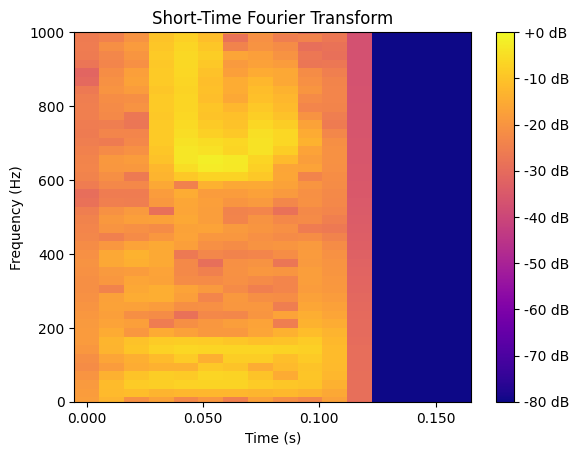 Short-Time Fourier Transform
1000
800
600
400
200
0
Frequency (Hz)
0.000
0.050
0.100
0.150
Time (s)
+0 dB
-10 dB
-20 dB
-30 dB
-40 dB
-50 dB
-60 dB
-70 dB
-80 dB